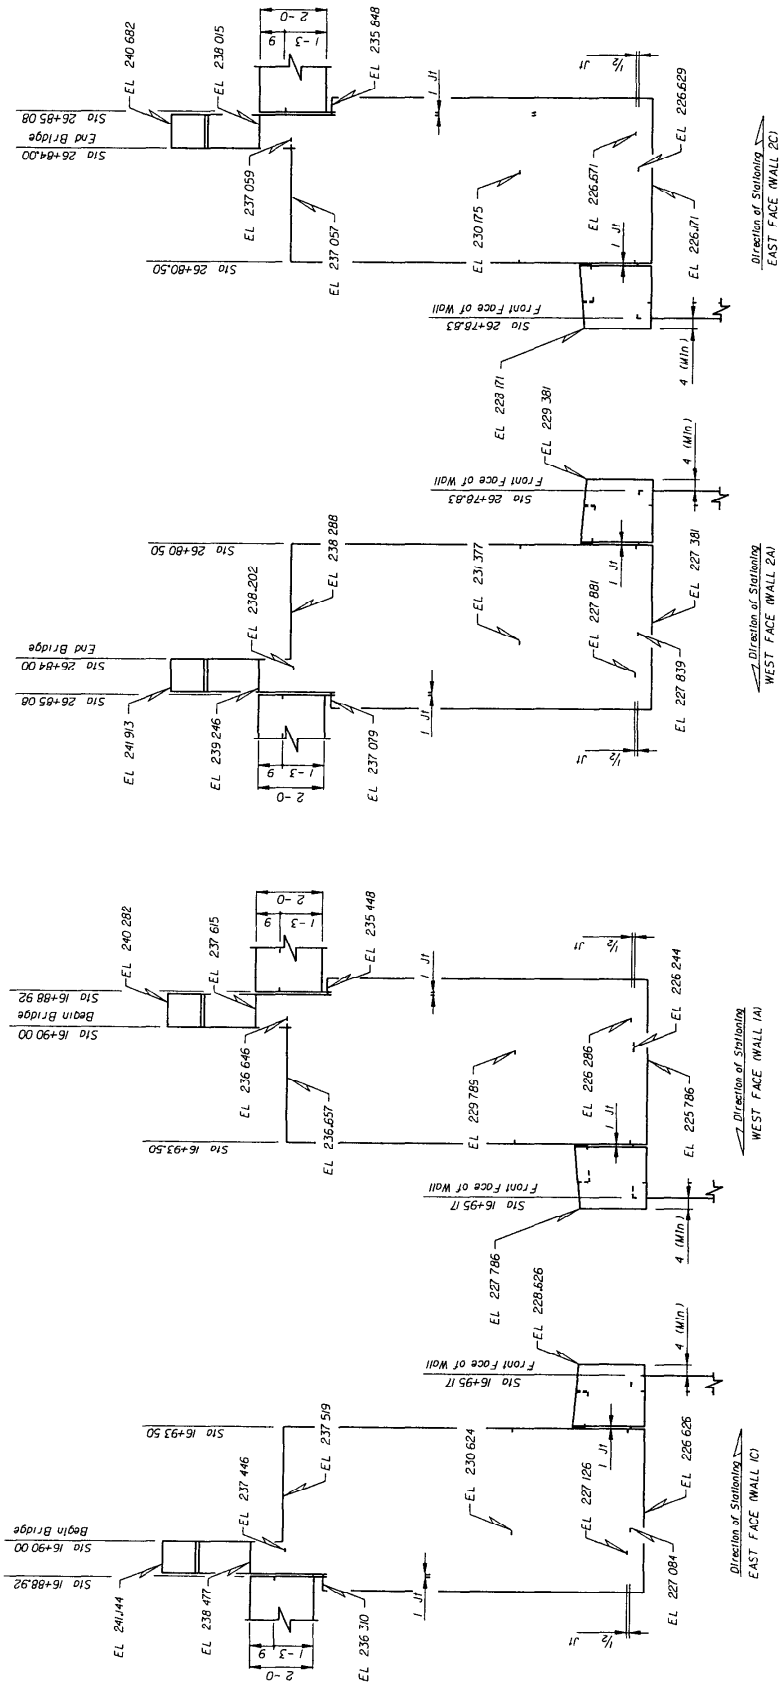 EL 240 682
EL 238 015
Sta 26+85 08
End Bridge
Sta 26+84.00
2-0
1-3
9
EL 235 848
EL 237 059
EL 237 057
Sta 26+80.50
1 Jt
EL 230 175
EL 226.671
EL 226.629
½ Jt
1 Jt
EL 226.171
Front Face of Wall
Sta 26+78.83
EL 228 171
4 (Min)
Direction of Stationing
EAST FACE (WALL 2C)
EL 229 381
4 (Min)
Front Face of Wall
Sta 26+78.83
Sta 26+80 50
EL 238 288
EL 238.202
End Bridge
Sta 26+84 00
Sta 26+85 08
EL 241 913
EL 239 246
2-0
1-3
9
EL 237 079
1 Jt
EL 231 377
EL 227 881
1 Jt
EL 227 381
EL 227 839
½ Jt
Direction of Stationing
WEST FACE (WALL 2A)
EL 240 282
EL 237 615
Sta 16+88 92
Begin Bridge
Sta 16+90 00
2-0
1-3
9
EL 235 448
EL 236 646
EL 236.657
Sta 16+93.50
1 Jt
EL 229 785
EL 226 286
EL 226 244
½ Jt
1 Jt
EL 225 786
Front Face of Wall
Sta 16+95 17
EL 227 786
4 (Min)
Direction of Stationing
WEST FACE (WALL 1A)
EL 228.626
4 (Min)
Front Face of Wall
Sta 16+95 17
Sta 16+93 50
EL 237 519
EL 237 446
Begin Bridge
Sta 16+90 00
Sta 16+88.92
EL 241.144
EL 238 477
2-0
1-3
9
EL 236 310
1 Jt
EL 230 624
EL 227 126
1 Jt
EL 226 626
EL 227 084
½ Jt
Direction of Stationing
EAST FACE (WALL 1C)